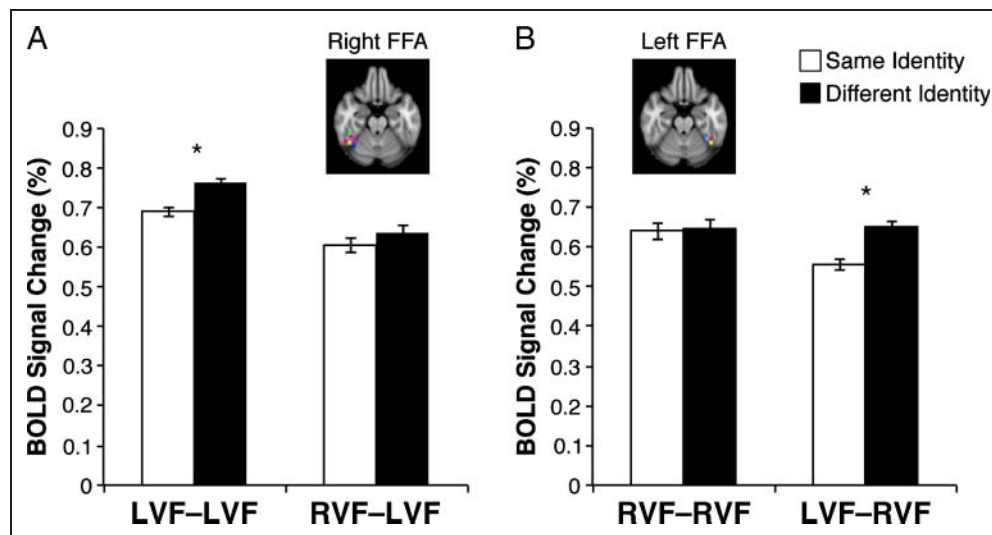 A
Right FFA
BOLD Signal Change (%)
0.9
0.8
0.7
0.6
0.5
0.4
0.3
0.2
0.1
0
*
LVF–LVF
RVF–LVF
B
Left FFA
Same Identity
Different Identity
BOLD Signal Change (%)
0.9
0.8
0.7
0.6
0.5
0.4
0.3
0.2
0.1
0
*
RVF–RVF
LVF–RVF